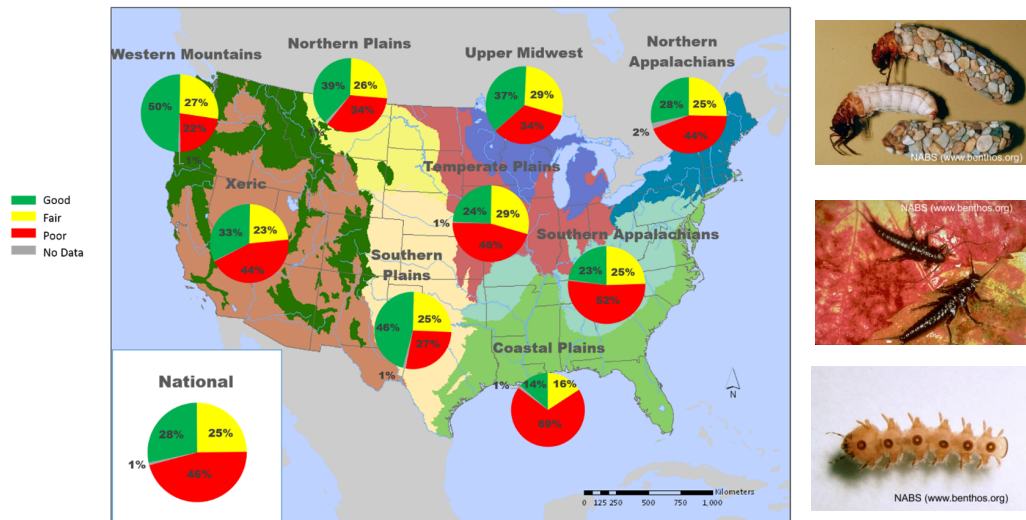 Western Mountains
50%
27%
22%
1%
Northern Plains
39%
26%
34%
1%
Upper Midwest
37%
29%
34%
Northern
Appalachians
28%
25%
2%
44%
Good
Fair
Poor
No Data
Xeric
33%
23%
44%
Temperate Plains
24%
29%
1%
46%
Southern
Plains
46%
25%
27%
1%
Southern Appalachians
23%
25%
52%
Coastal Plains
1%
14%
16%
69%
National
28%
25%
1%
46%
N
Kilometers
0 125 250 500 750 1,000
NABS (www.benthos.org)
NABS (www.benthos.org)
NABS (www.benthos.org)